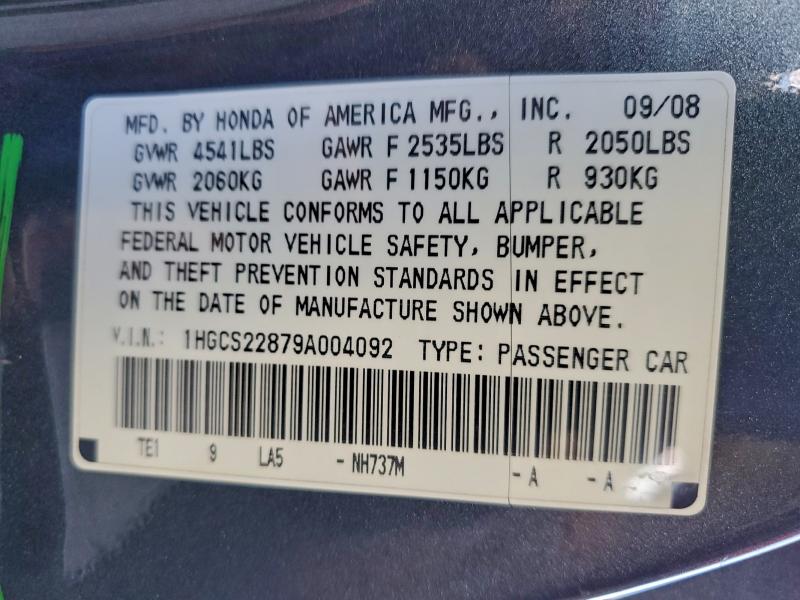 MFD. BY HONDA OF AMERICA MFG., INC. 09/08
GVWR 4541LBS GAWR F 2535LBS R 2050LBS
GVWR 2060KG GAWR F 1150KG R 930KG
THIS VEHICLE CONFORMS TO ALL APPLICABLE
FEDERAL MOTOR VEHICLE SAFETY, BUMPER,
AND THEFT PREVENTION STANDARDS IN EFFECT
ON THE DATE OF MANUFACTURE SHOWN ABOVE.
V.I.N.: 1HGCS22879A004092 TYPE: PASSENGER CAR
TE1 9 LA5 - NH737M - A - A